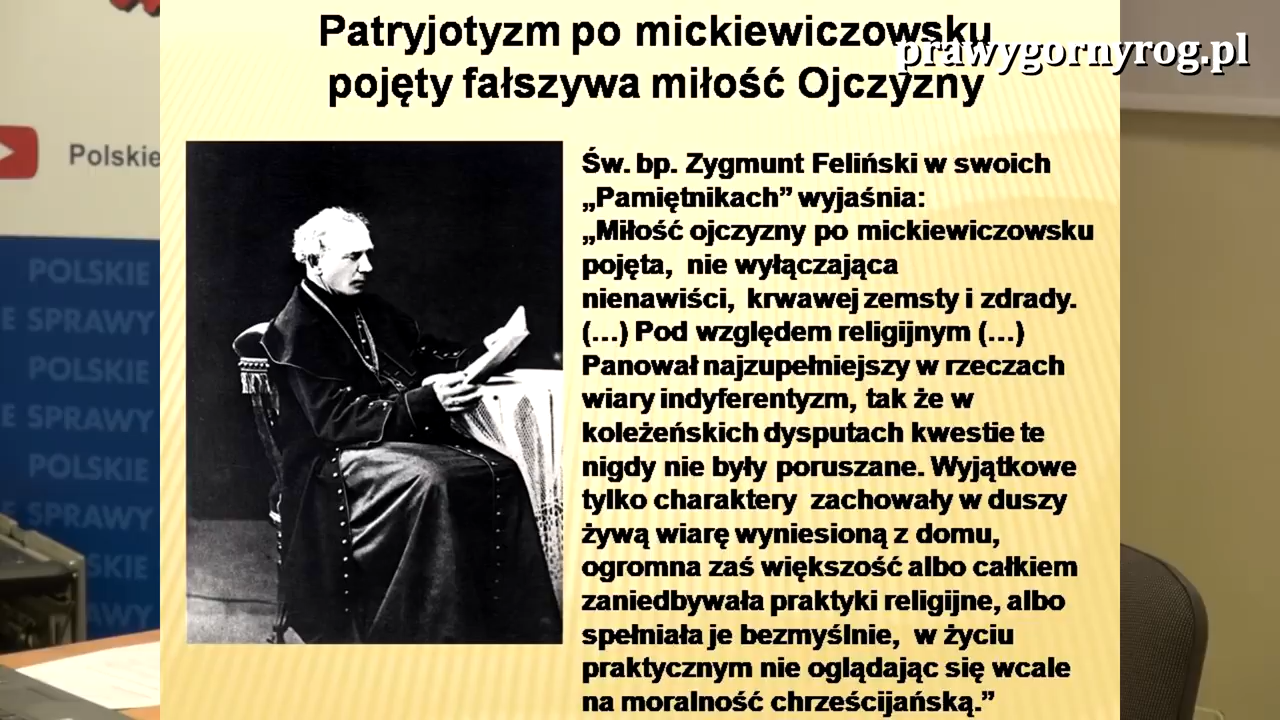 Patryjotyzm po mickiewiczowsku
pojęty fałszywa miłość Ojczyzny
prawygornyrog.pl
Polskie
Św. bp. Zygmunt Feliński w swoich
„Pamiętnikach” wyjaśnia:
„Miłość ojczyzny po mickiewiczowsku
pojęta, nie wyłączająca
nienawiści, krwawej zemsty i zdrady.
(...) Pod względem religijnym (...)
Panował najzupełniejszy w rzeczach
wiary indyferentyzm, tak że w
koleżeńskich dysputach kwestie te
nigdy nie były poruszane. Wyjątkowe
tylko charaktery zachowały w duszy
żywą wiarę wyniesioną z domu,
ogromna zaś większość albo całkiem
zaniedbywała praktyki religijne, albo
spełniała je bezmyślnie, w życiu
praktycznym nie oglądając się wcale
na moralność chrześcijańską.”
POLSKIE
E SPRAWY
POLSKIE
E SPRAWY
POLSKIE
SPRAWY
SKIE
AWY